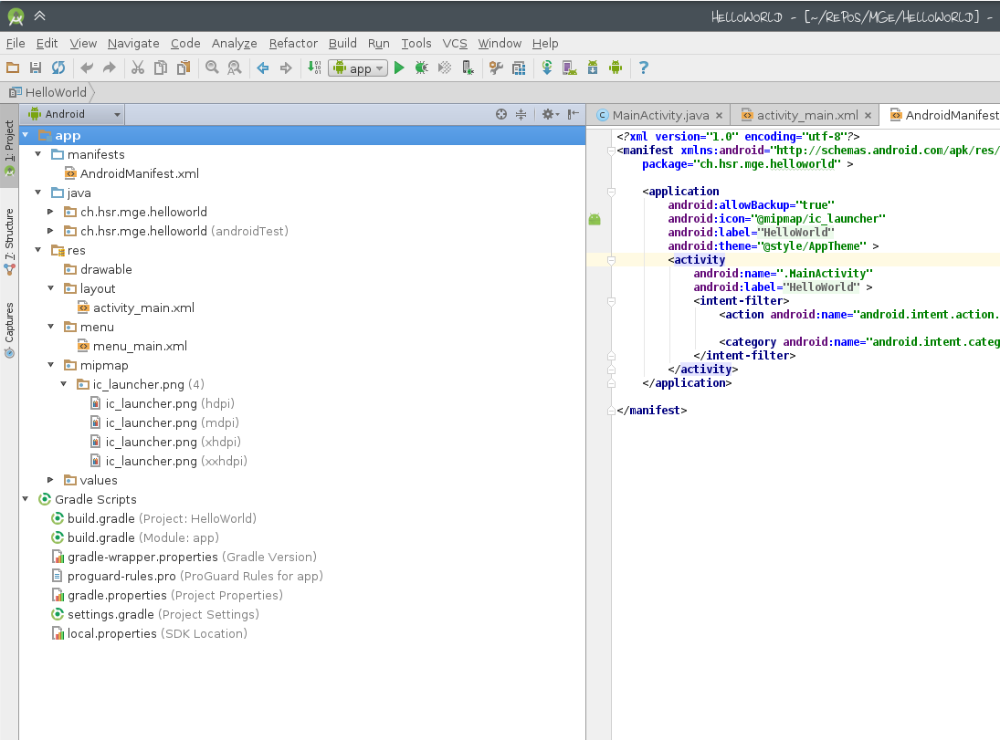 HelloWorld - [~/repos/MGE/HelloWorld] -
File Edit View Navigate Code Analyze Refactor Build Run Tools VCS Window Help
app
?
HelloWorld
Android
MainActivity.java ×
activity_main.xml ×
AndroidManifest
1: Project
7: Structure
Captures
app
manifests
AndroidManifest.xml
java
ch.hsr.mge.helloworld
ch.hsr.mge.helloworld (androidTest)
res
drawable
layout
activity_main.xml
menu
menu_main.xml
mipmap
ic_launcher.png (4)
ic_launcher.png (hdpi)
ic_launcher.png (mdpi)
ic_launcher.png (xhdpi)
ic_launcher.png (xxhdpi)
values
Gradle Scripts
build.gradle (Project: HelloWorld)
build.gradle (Module: app)
gradle-wrapper.properties (Gradle Version)
proguard-rules.pro (ProGuard Rules for app)
gradle.properties (Project Properties)
settings.gradle (Project Settings)
local.properties (SDK Location)
<?xml version="1.0" encoding="utf-8"?>
<manifest xmlns:android="http://schemas.android.com/apk/res/
package="ch.hsr.mge.helloworld" >
<application
android:allowBackup="true"
android:icon="@mipmap/ic_launcher"
android:label="HelloWorld"
android:theme="@style/AppTheme" >
<activity
android:name=".MainActivity"
android:label="HelloWorld" >
<intent-filter>
<action android:name="android.intent.action.
<category android:name="android.intent.categ
</intent-filter>
</activity>
</application>
</manifest>